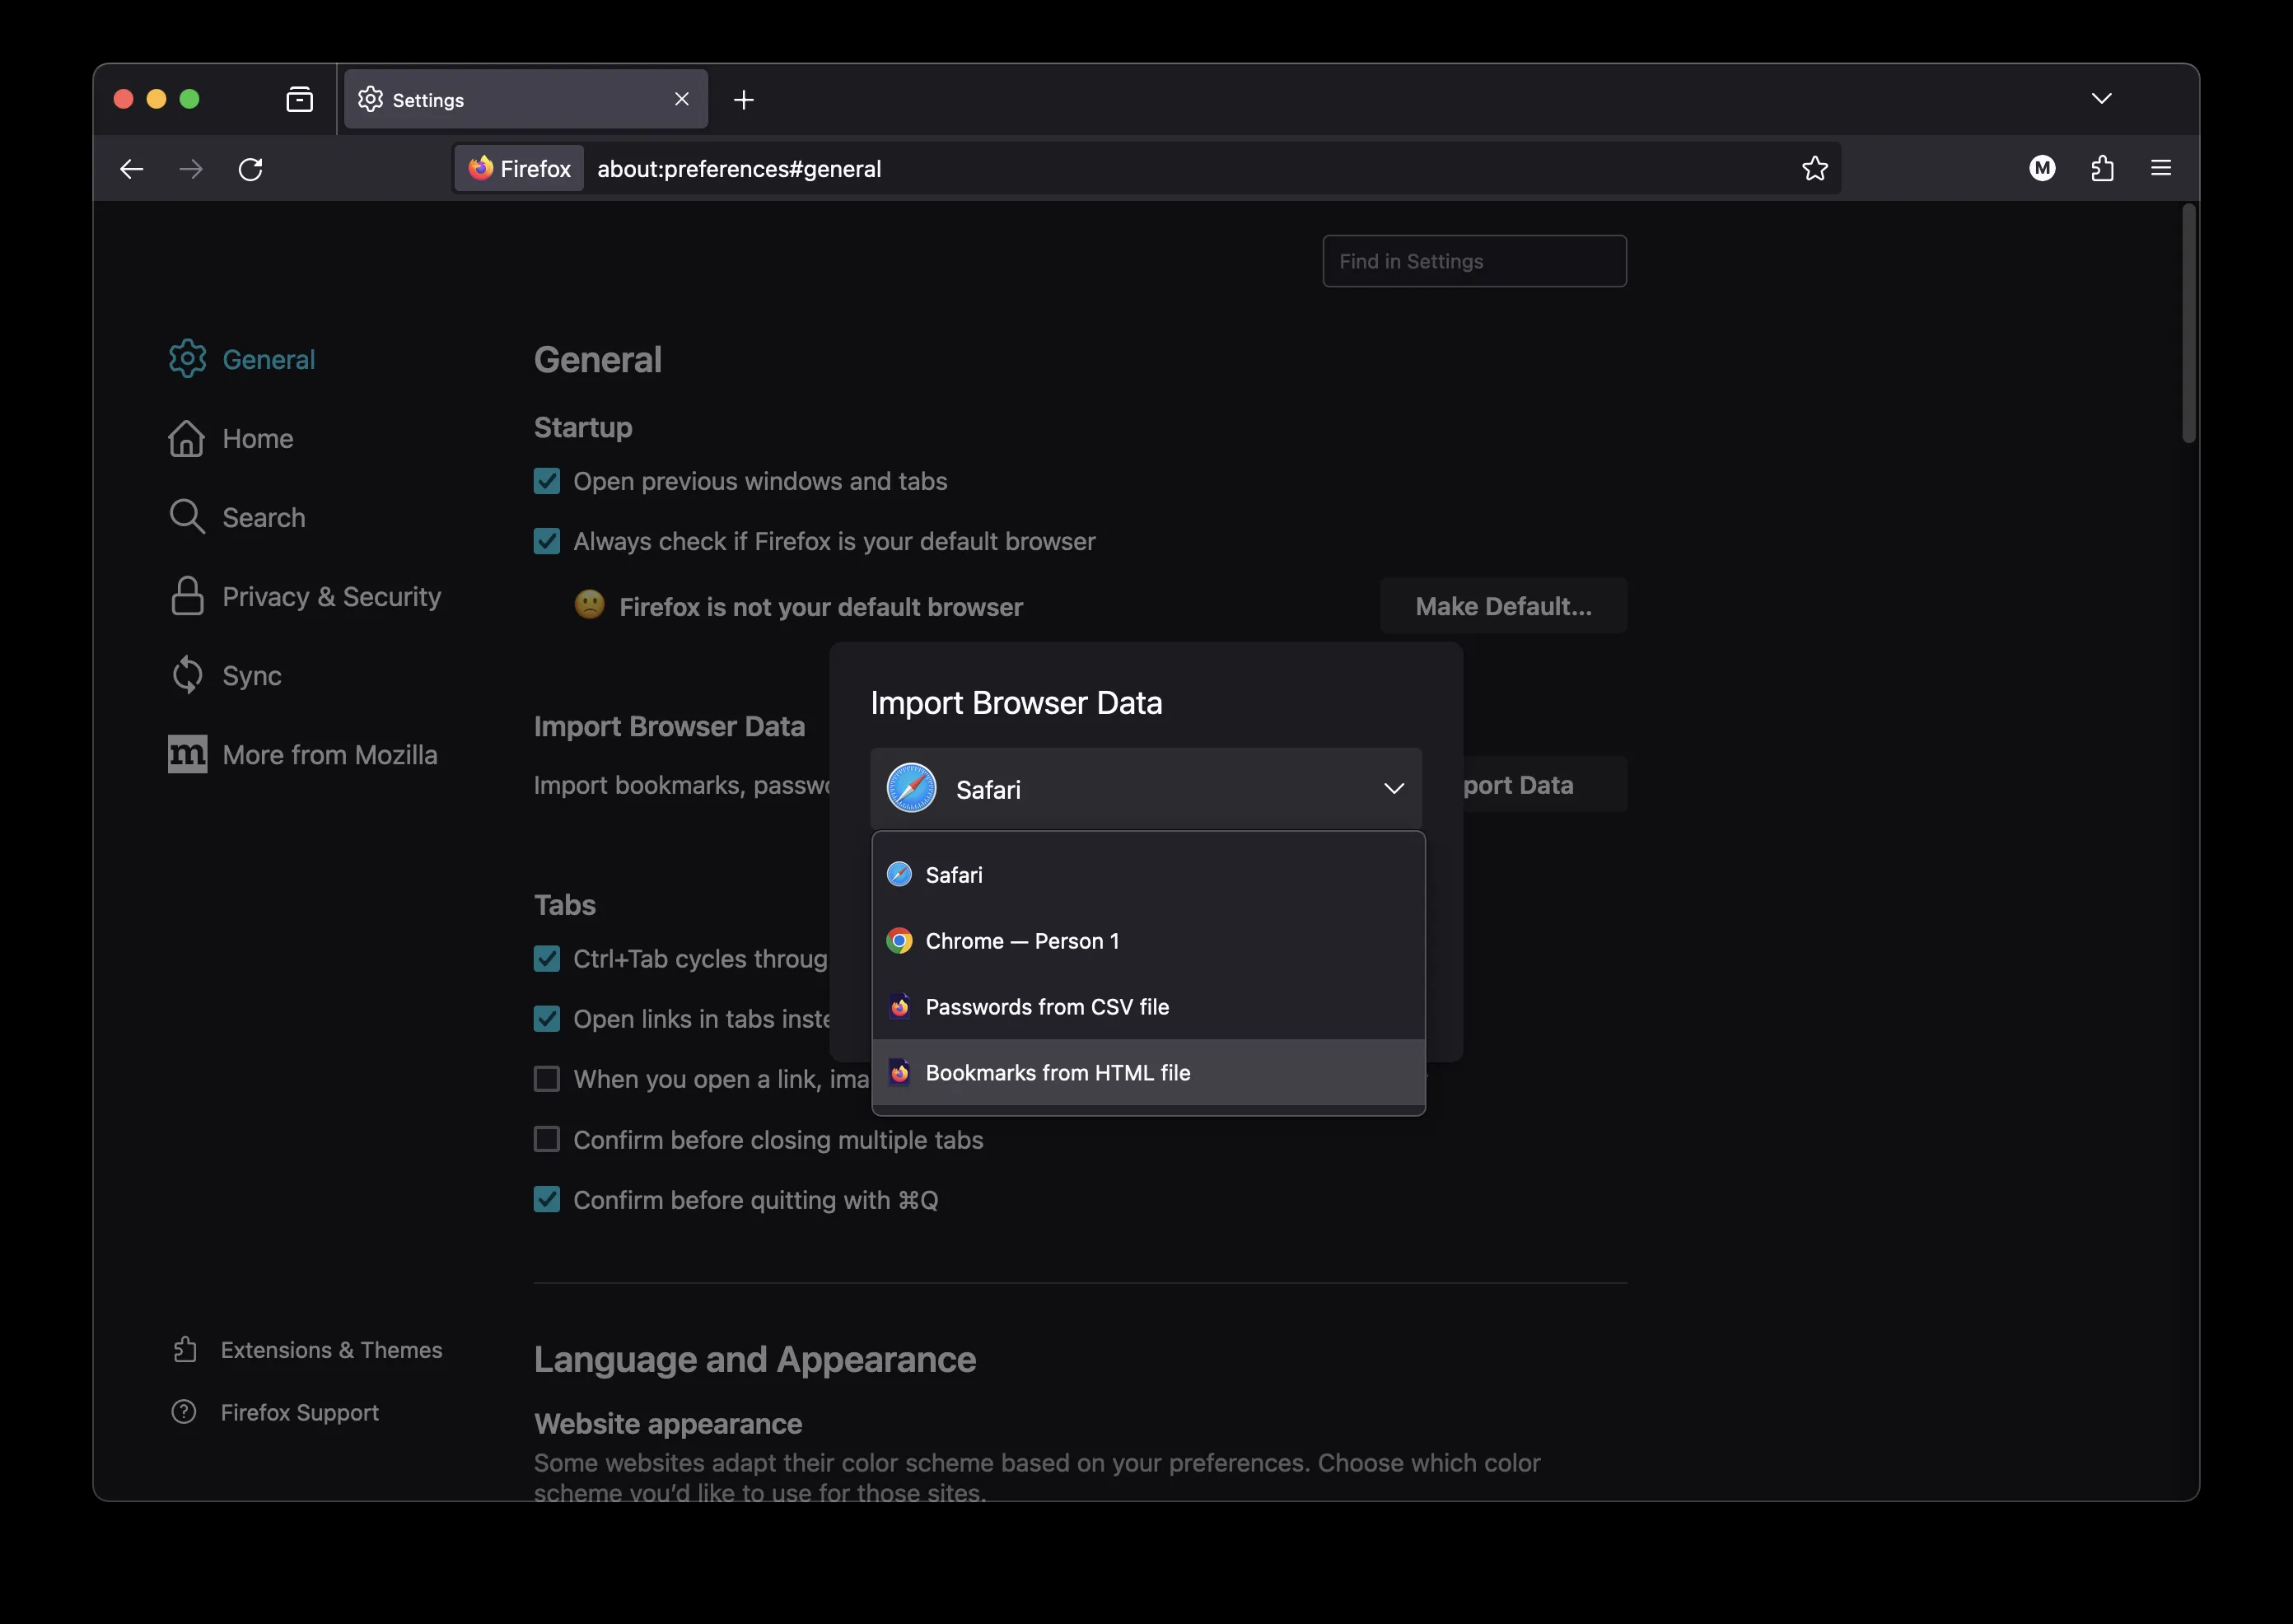 Settings
Firefox about:preferences#general
M
Find in Settings
General
Home
Search
Privacy & Security
Sync
m More from Mozilla
Extensions & Themes
Firefox Support
General
Startup
Open previous windows and tabs
Always check if Firefox is your default browser
Firefox is not your default browser
Make Default...
Import Browser Data
Import bookmarks, passw
port Data
Import Browser Data
Safari
Safari
Chrome — Person 1
Passwords from CSV file
Bookmarks from HTML file
Tabs
Ctrl+Tab cycles throug
Open links in tabs inste
When you open a link, ima
Confirm before closing multiple tabs
Confirm before quitting with ⌘Q
Language and Appearance
Website appearance
Some websites adapt their color scheme based on your preferences. Choose which color
scheme you’d like to use for those sites.